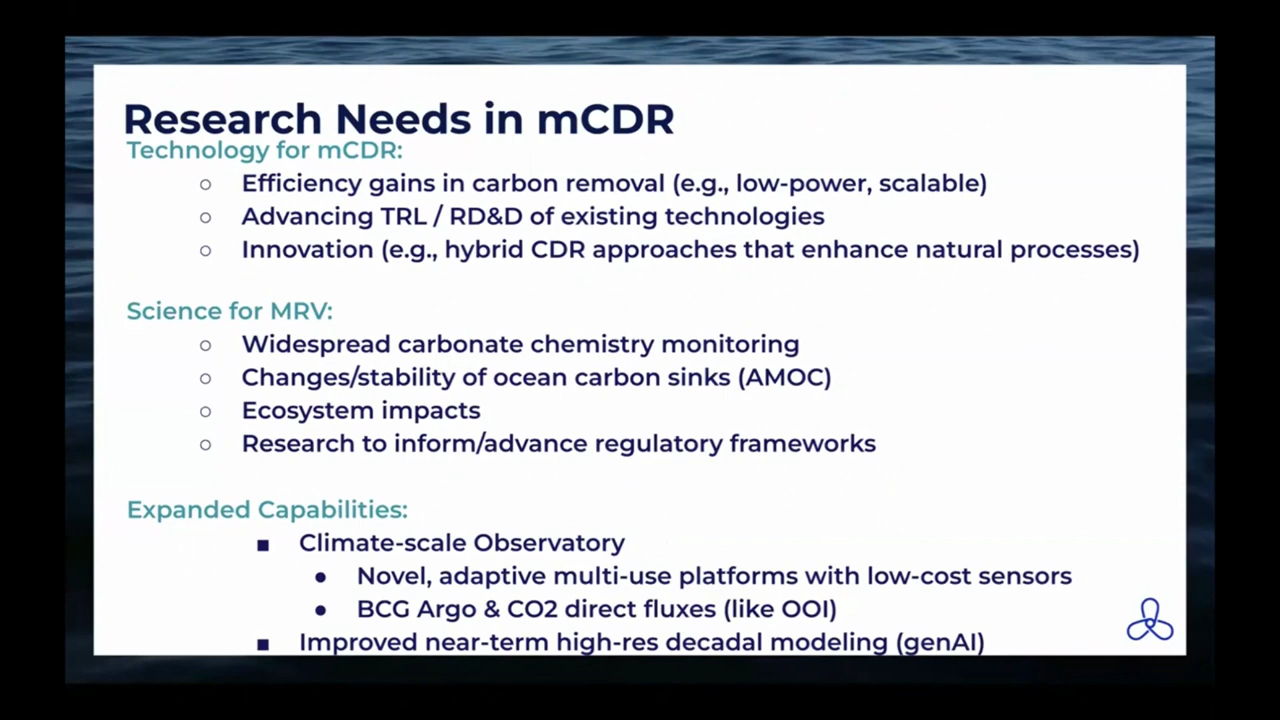 Research Needs in mCDR
Technology for mCDR:
○ Efficiency gains in carbon removal (e.g., low-power, scalable)
○ Advancing TRL / RD&D of existing technologies
○ Innovation (e.g., hybrid CDR approaches that enhance natural processes)
Science for MRV:
○ Widespread carbonate chemistry monitoring
○ Changes/stability of ocean carbon sinks (AMOC)
○ Ecosystem impacts
○ Research to inform/advance regulatory frameworks
Expanded Capabilities:
■ Climate-scale Observatory
● Novel, adaptive multi-use platforms with low-cost sensors
● BCG Argo & CO2 direct fluxes (like OOI)
■ Improved near-term high-res decadal modeling (genAI)